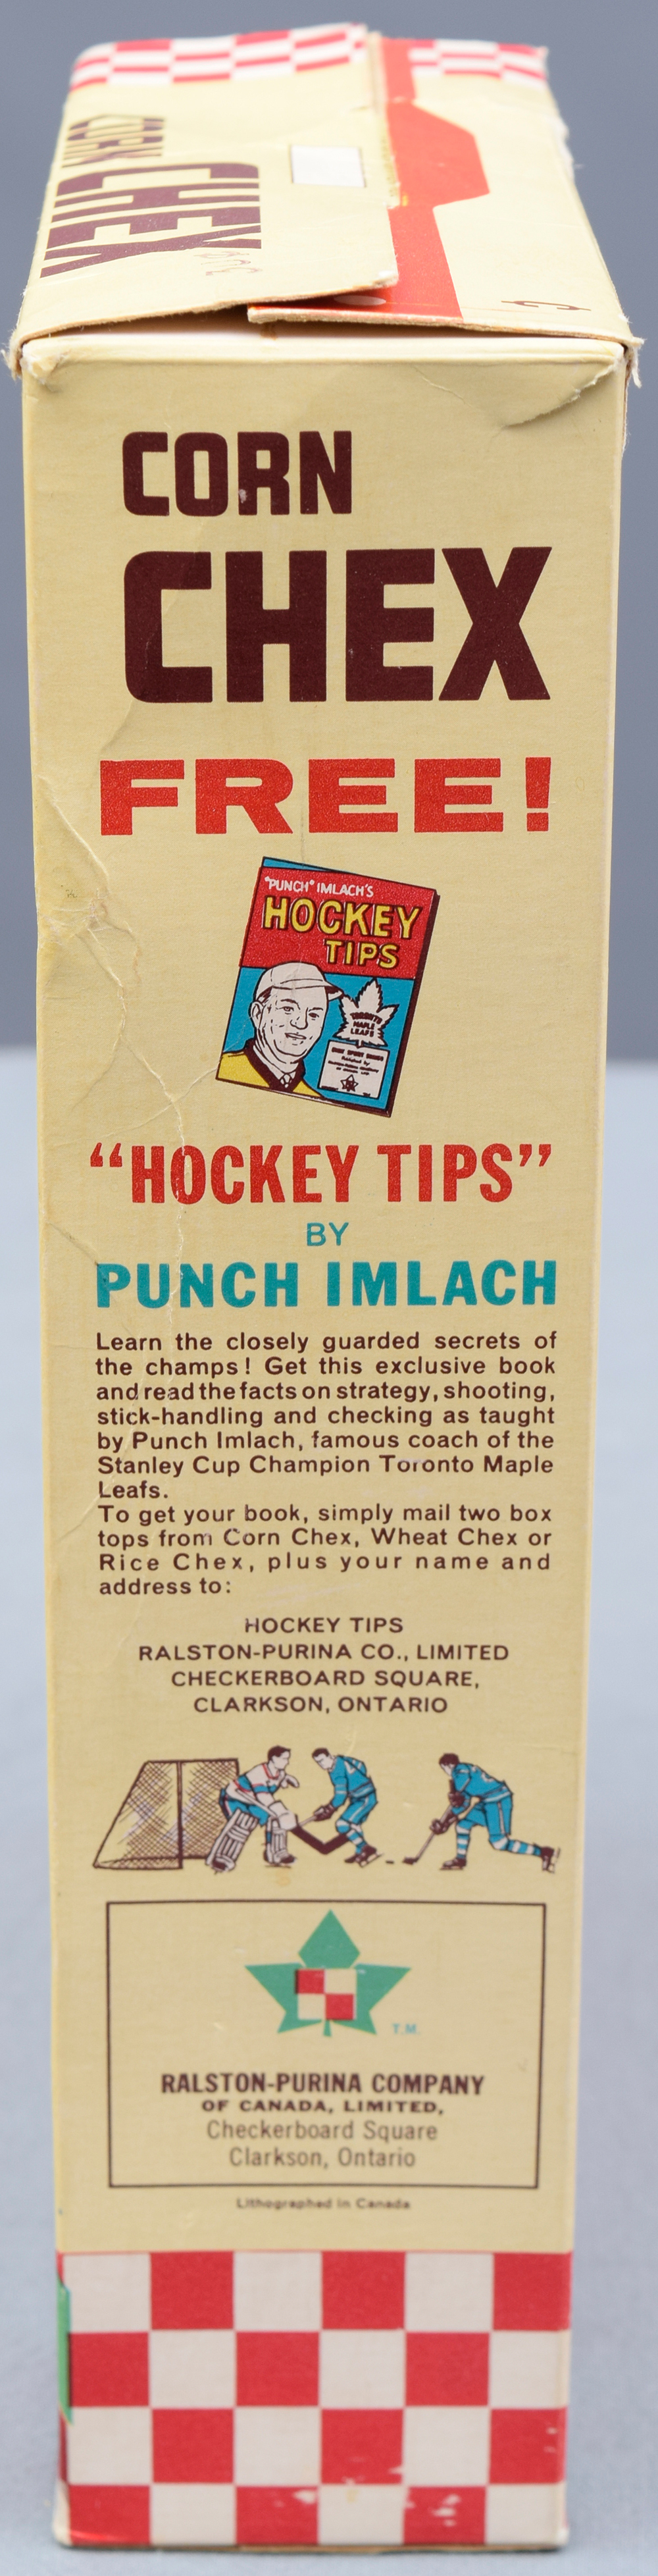 CORN
CHEX
CORN
CHEX
FREE!
"PUNCH" IMLACH'S
HOCKEY
TIPS
TORONTO
MAPLE
LEAFS
“HOCKEY TIPS”
BY
PUNCH IMLACH
Learn the closely guarded secrets of
the champs! Get this exclusive book
and read the facts on strategy, shooting,
stick-handling and checking as taught
by Punch Imlach, famous coach of the
Stanley Cup Champion Toronto Maple
Leafs.
To get your book, simply mail two box
tops from Corn Chex, Wheat Chex or
Rice Chex, plus your name and
address to:
HOCKEY TIPS
RALSTON-PURINA CO., LIMITED
CHECKERBOARD SQUARE,
CLARKSON, ONTARIO
T.M.
RALSTON-PURINA COMPANY
OF CANADA, LIMITED,
Checkerboard Square
Clarkson, Ontario
Lithographed in Canada